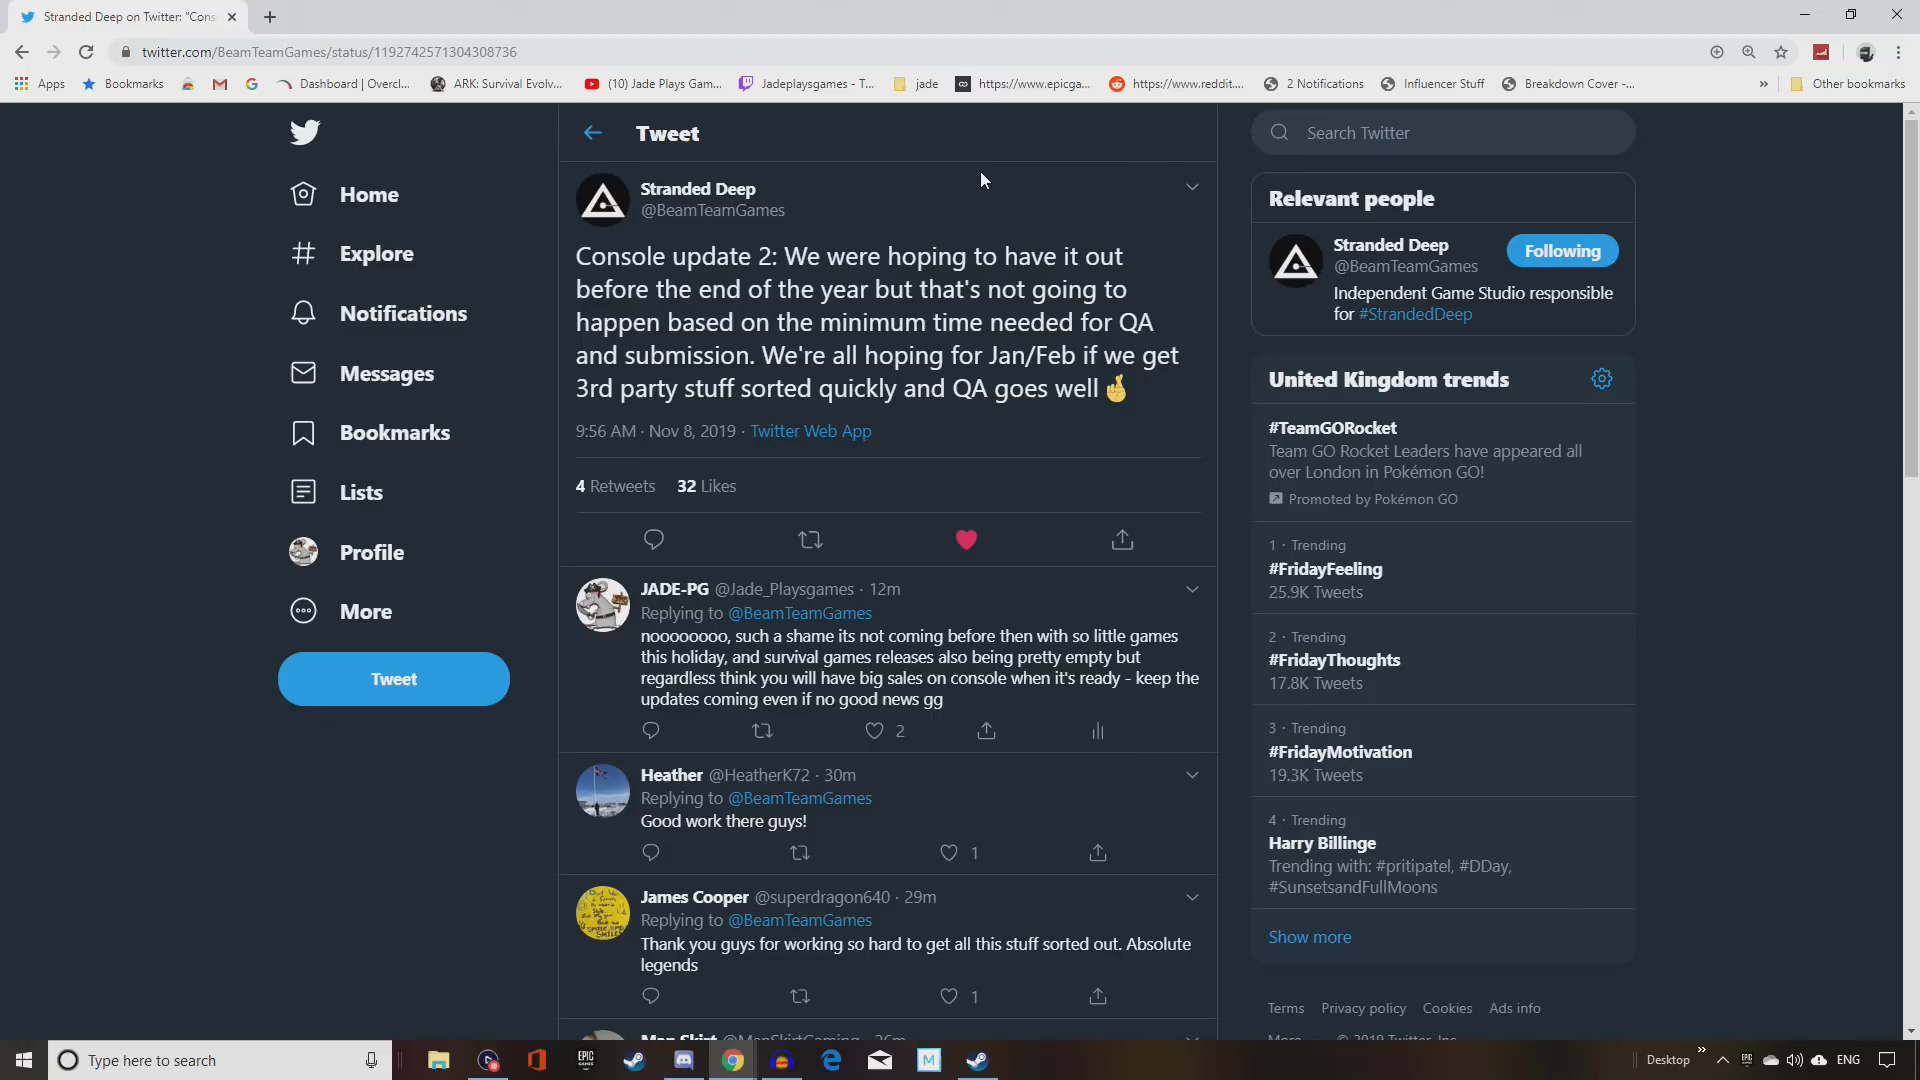 Stranded Deep on Twitter: "Cons
twitter.com/BeamTeamGames/status/1192742571304308736
Apps
Bookmarks
Dashboard | Overcl...
ARK: Survival Evolv...
(10) Jade Plays Gam...
Jadeplaysgames - T...
jade
https://www.epicga...
https://www.reddit....
2 Notifications
Influencer Stuff
Breakdown Cover -...
»
Other bookmarks
Home
Explore
Notifications
Messages
Bookmarks
Lists
Profile
More
Tweet
Tweet
Stranded Deep
@BeamTeamGames
Console update 2: We were hoping to have it out
before the end of the year but that's not going to
happen based on the minimum time needed for QA
and submission. We're all hoping for Jan/Feb if we get
3rd party stuff sorted quickly and QA goes well🤞
9:56 AM · Nov 8, 2019 · Twitter Web App
4 Retweets 32 Likes
JADE-PG @Jade_Playsgames · 12m
Replying to @BeamTeamGames
noooooooo, such a shame its not coming before then with so little games
this holiday, and survival games releases also being pretty empty but
regardless think you will have big sales on console when it's ready - keep the
updates coming even if no good news gg
2
Heather @HeatherK72 · 30m
Replying to @BeamTeamGames
Good work there guys!
1
James Cooper @superdragon640 · 29m
Replying to @BeamTeamGames
Thank you guys for working so hard to get all this stuff sorted out. Absolute
legends
1
Man Skirt @ManSkirtGaming · 26m
Search Twitter
Relevant people
Stranded Deep
@BeamTeamGames
Following
Independent Game Studio responsible
for #StrandedDeep
United Kingdom trends
#TeamGORocket
Team GO Rocket Leaders have appeared all
over London in Pokémon GO!
Promoted by Pokémon GO
1 · Trending
#FridayFeeling
25.9K Tweets
2 · Trending
#FridayThoughts
17.8K Tweets
3 · Trending
#FridayMotivation
19.3K Tweets
4 · Trending
Harry Billinge
Trending with: #pritipatel, #DDay,
#SunsetsandFullMoons
Show more
Terms Privacy policy Cookies Ads info
More © 2019 Twitter, Inc.
Type here to search
EPIC
Desktop
»
ENG